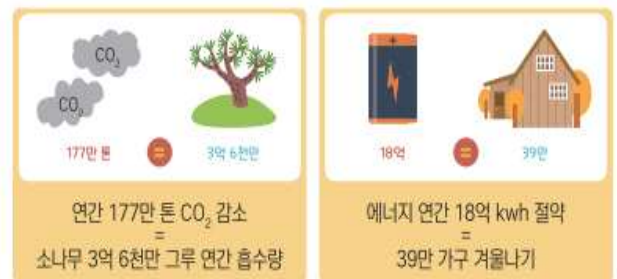 CO₂
CO₂
177만 톤 = 3억 6천만
연간 177만 톤 CO₂ 감소
=
소나무 3억 6천만 그루 연간 흡수량
18억 = 39만
에너지 연간 18억 kwh 절약
=
39만 가구 겨울나기